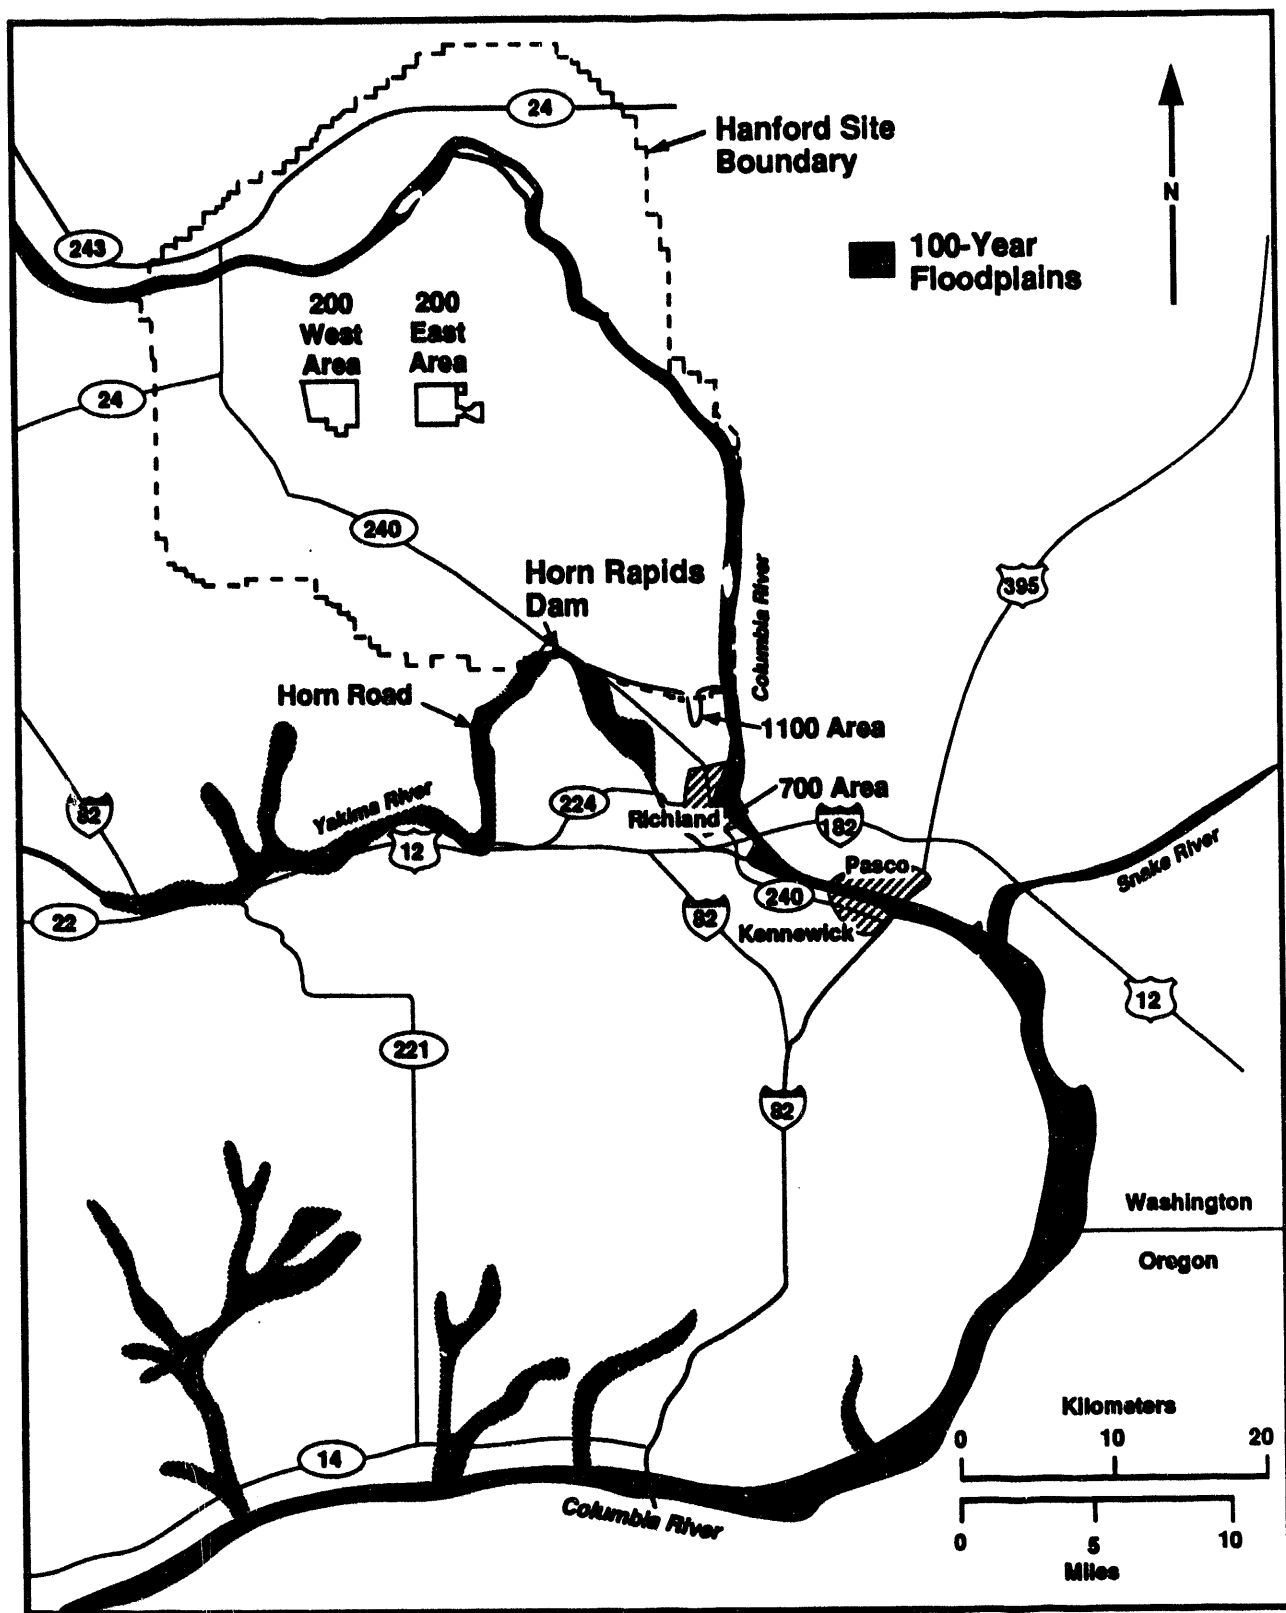 24
Hanford Site
Boundary
N
243
100-Year
Floodplains
200
West
Area
200
East
Area
24
240
395
Horn Rapids
Dam
Columbia River
Horn Road
1100 Area
700 Area
82
Yakima River
224
Richland
182
12
Pasco
Snake River
22
82
240
Kennewick
12
221
82
Washington
Oregon
Kilometers
0 10 20
14
Columbia River
0 5 10
Miles